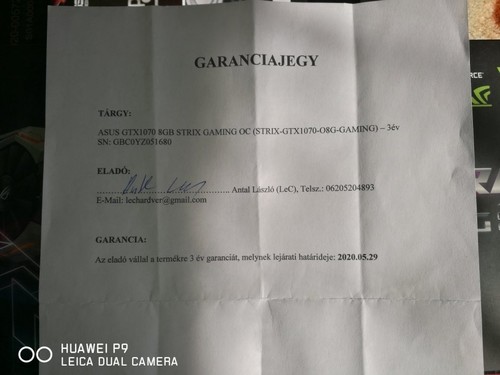 GARANCIAJEGY
TÁRGY:
ASUS GTX1070 8GB STRIX GAMING OC (STRIX-GTX1070-O8G-GAMING) – 3év
SN: GBC0YZ051680
ELADÓ:
Antal László (LeC), Telsz.: 06205204893
E-Mail: lechardver@gmail.com
GARANCIA:
Az eladó vállal a termékre 3 év garanciát, melynek lejárati határideje: 2020.05.29
HUAWEI P9
LEICA DUAL CAMERA